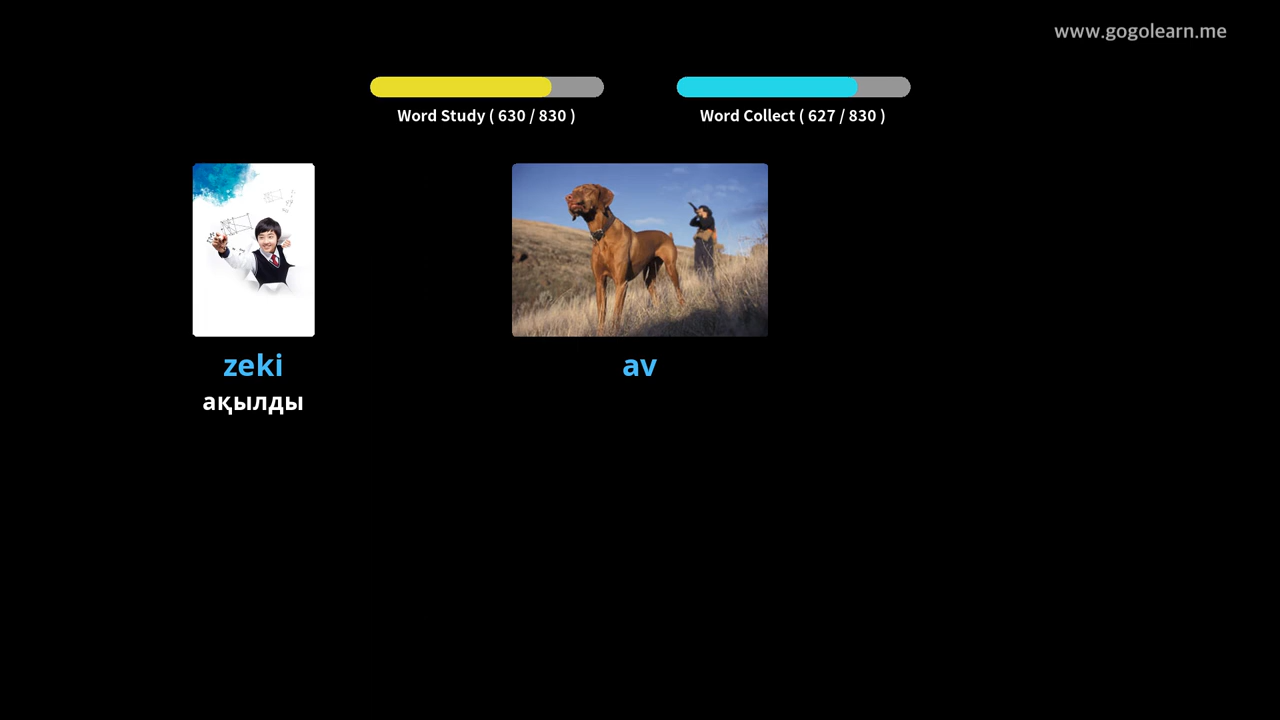 www.gogolearn.me
Word Study ( 630 / 830 )
Word Collect ( 627 / 830 )
zeki
ақылды
av